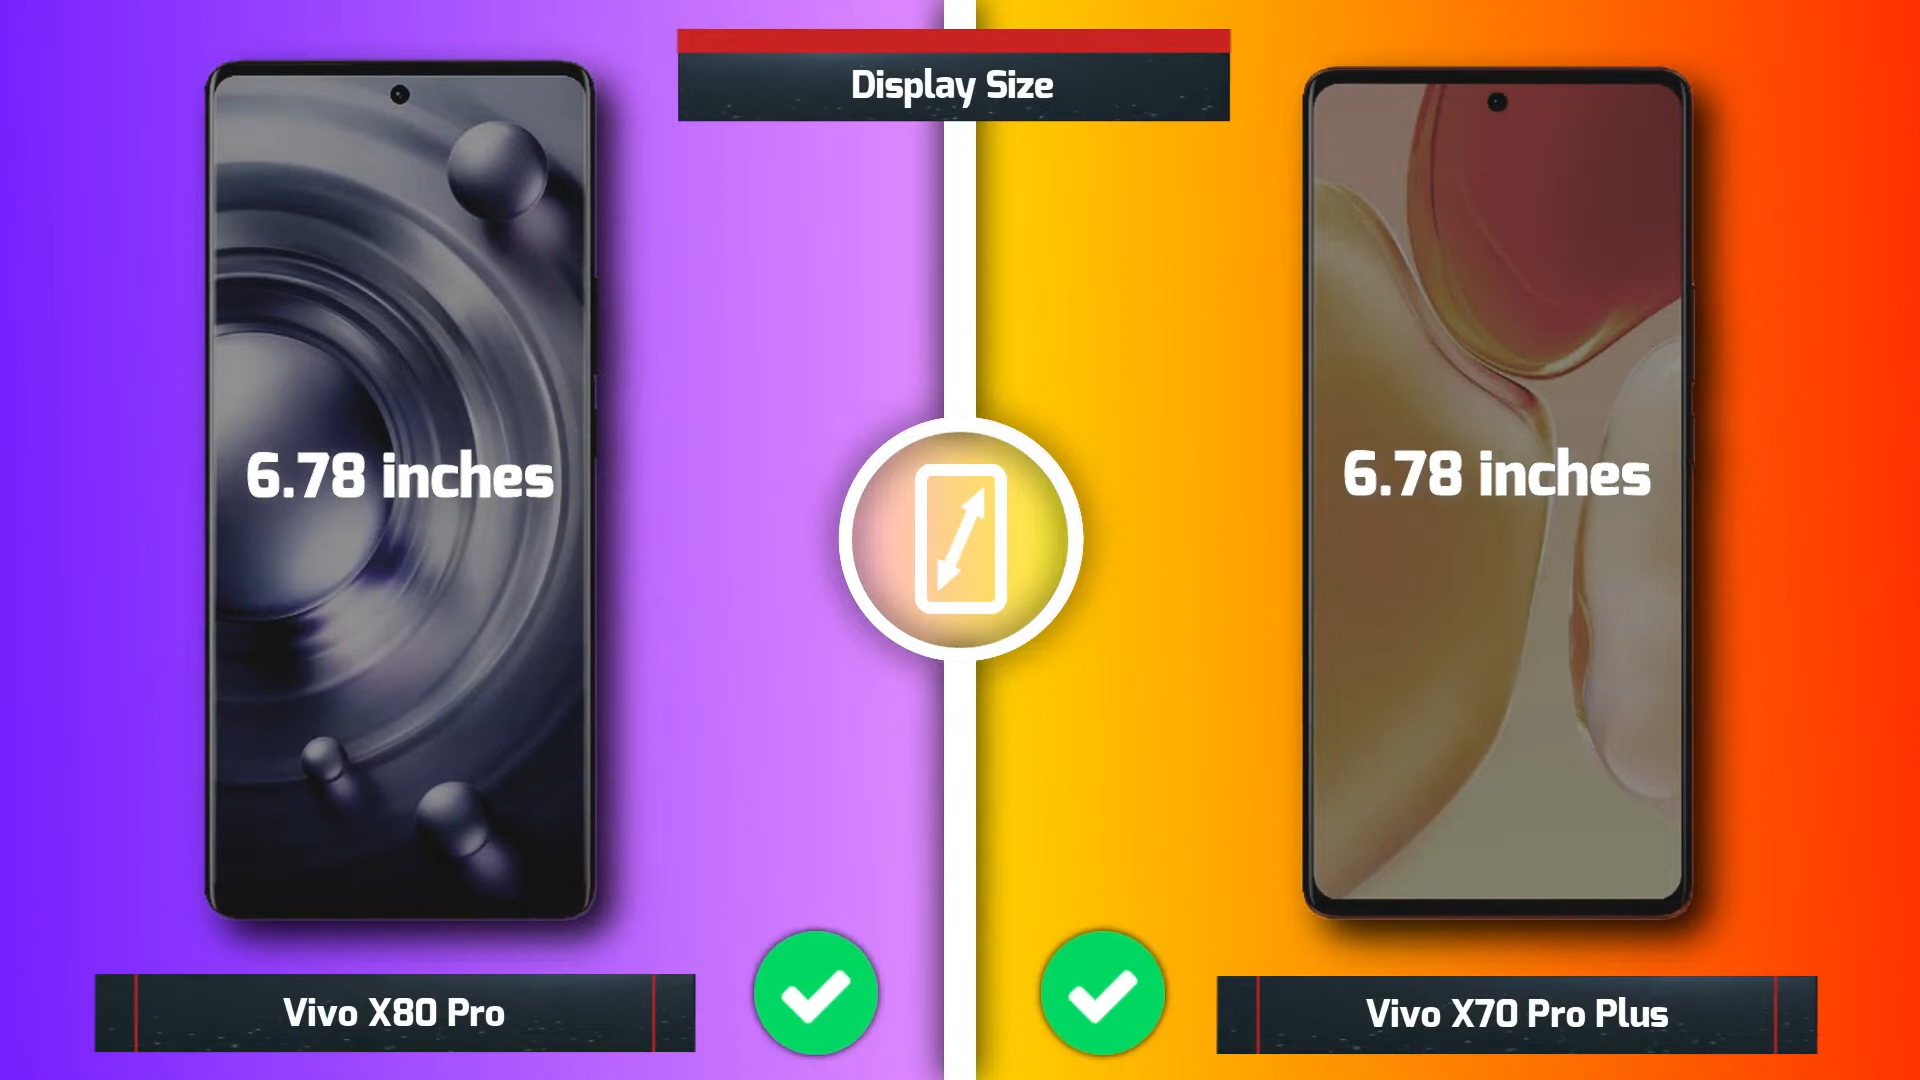 Display Size
6.78 inches
6.78 inches
Vivo X80 Pro
Vivo X70 Pro Plus